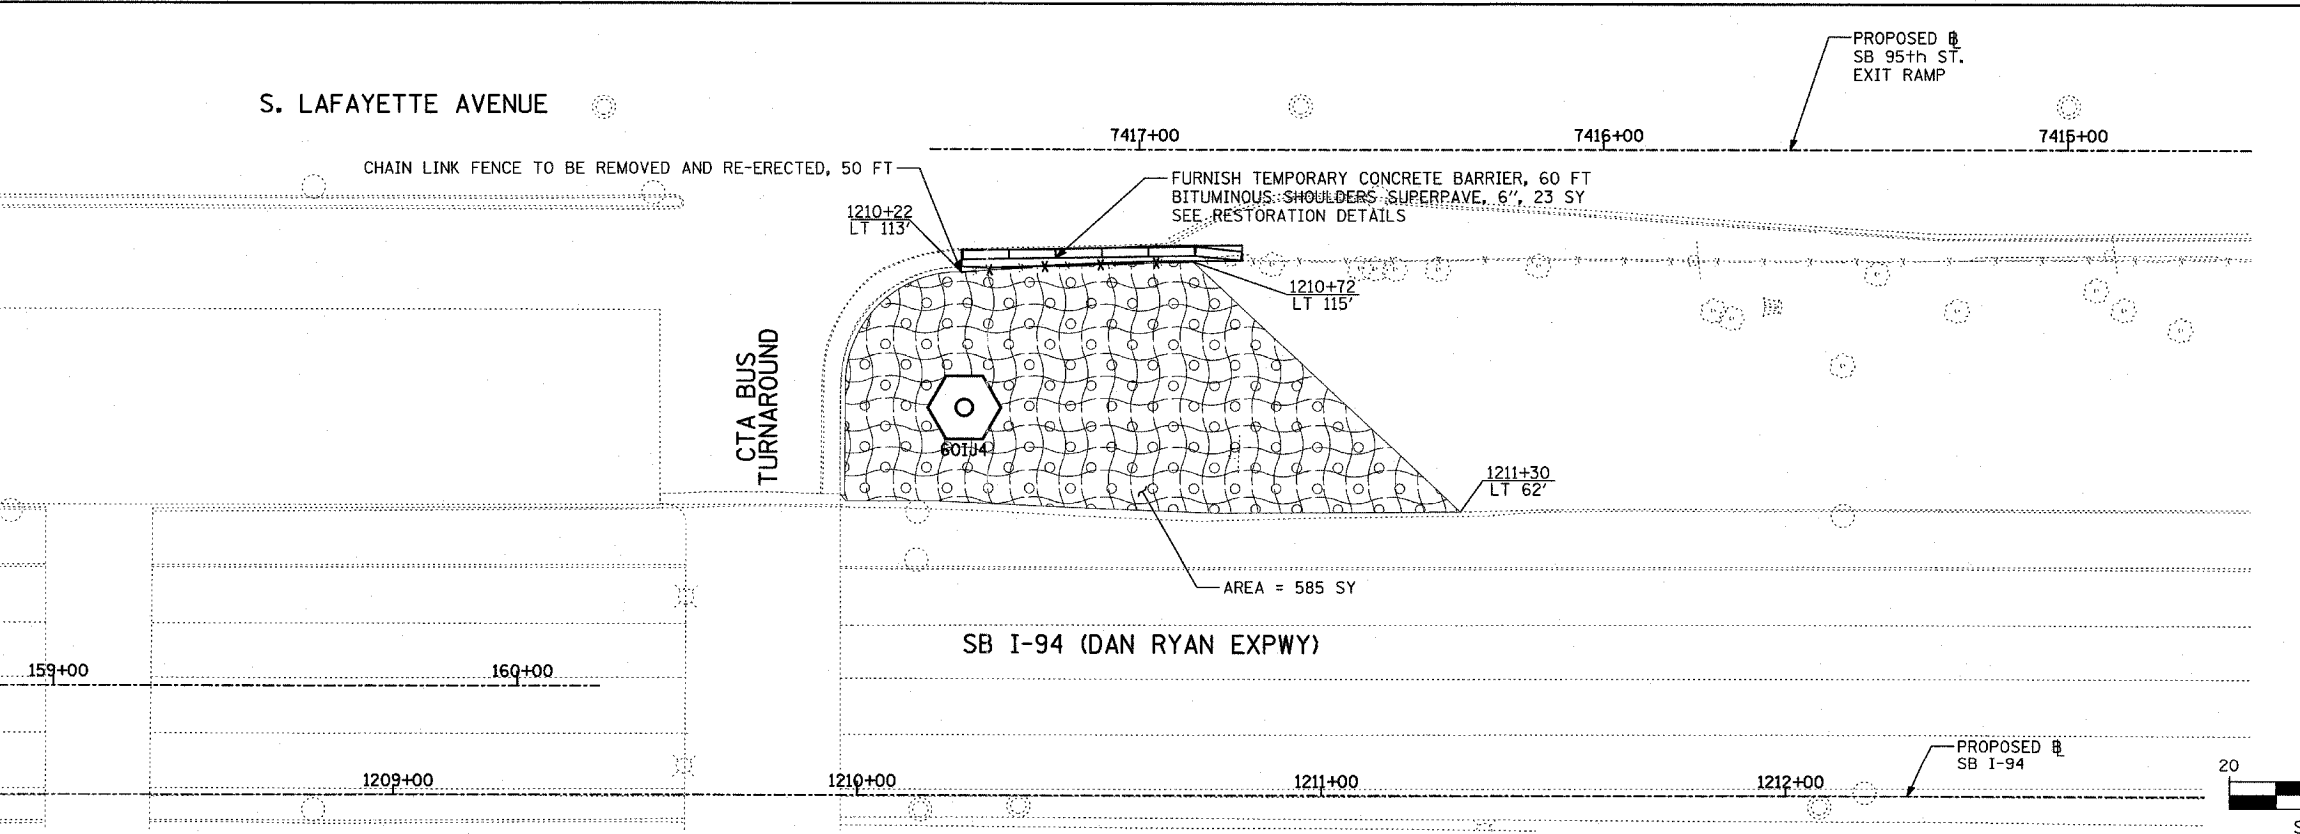 PROPOSED ℄
SB 95th ST.
EXIT RAMP
S. LAFAYETTE AVENUE
7417+00
7416+00
7415+00
CHAIN LINK FENCE TO BE REMOVED AND RE-ERECTED, 50 FT
FURNISH TEMPORARY CONCRETE BARRIER, 60 FT
BITUMINOUS SHOULDERS SUPERPAVE, 6", 23 SY
SEE RESTORATION DETAILS
1210+22
LT 113'
1210+72
LT 115'
CTA BUS
TURNAROUND
60IJ4
1211+30
LT 62'
AREA = 585 SY
SB I-94 (DAN RYAN EXPWY)
159+00
160+00
PROPOSED ℄
SB I-94
20
1209+00
1210+00
1211+00
1212+00
S